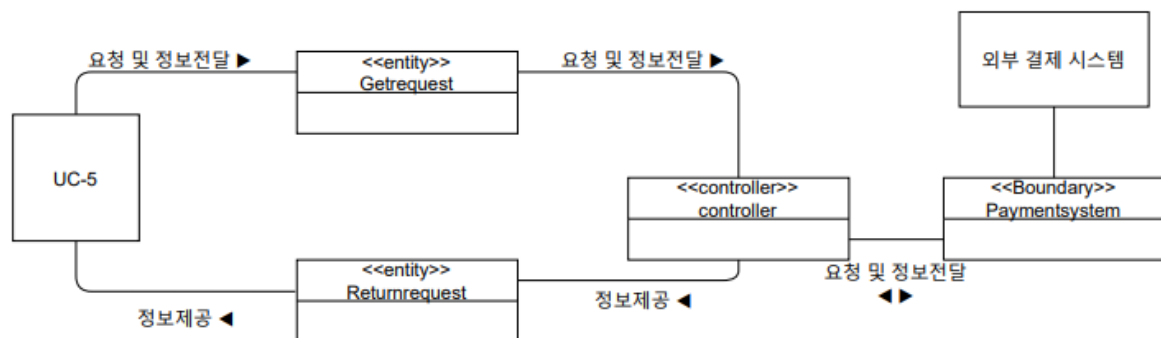 요청 및 정보전달 ▶
<<entity>>
Getrequest
요청 및 정보전달 ▶
외부 결제 시스템
UC-5
<<controller>>
controller
<<Boundary>>
Paymentsystem
<<entity>>
Returnrequest
정보제공 ◀
정보제공 ◀
요청 및 정보전달
◀ ▶